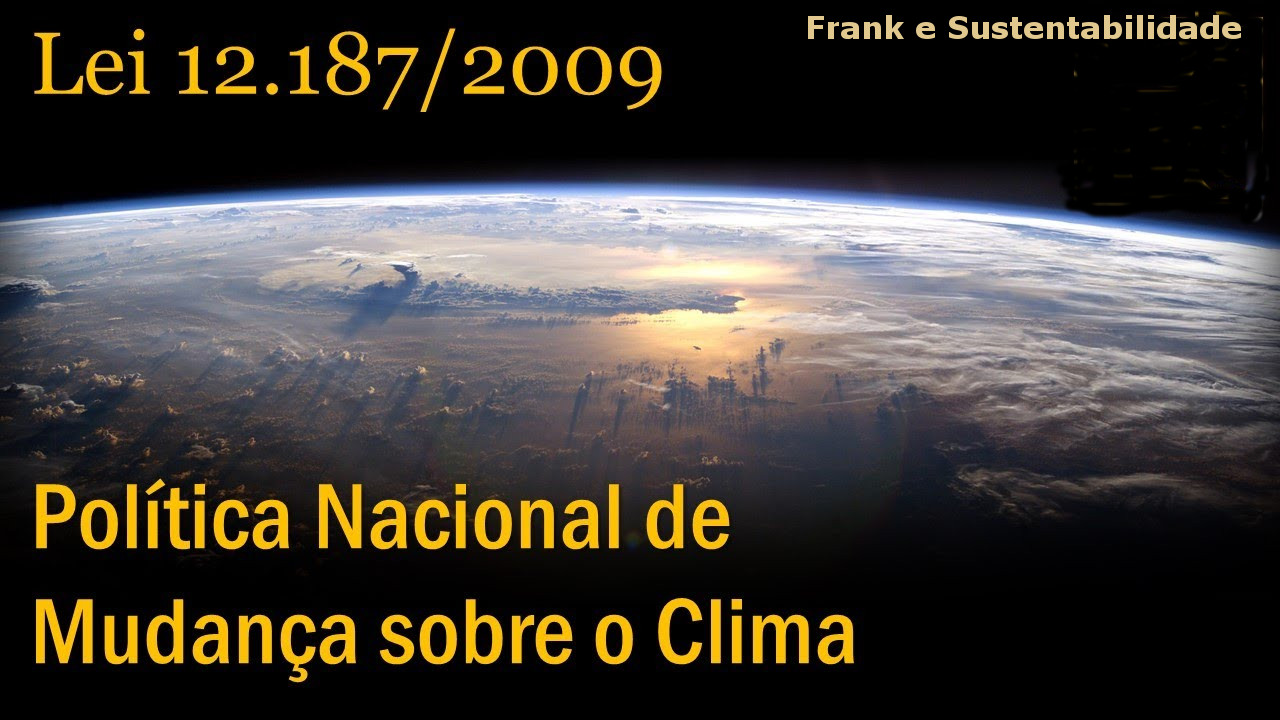 Frank e Sustentabilidade
Lei 12.187/2009
Política Nacional de
Mudança sobre o Clima